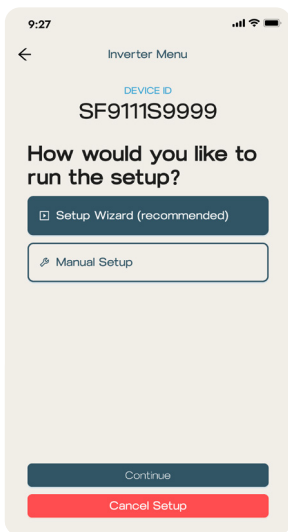 9:27
Inverter Menu
DEVICE ID
SF9111S9999
How would you like to
run the setup?
Setup Wizard (recommended)
Manual Setup
Continue
Cancel Setup